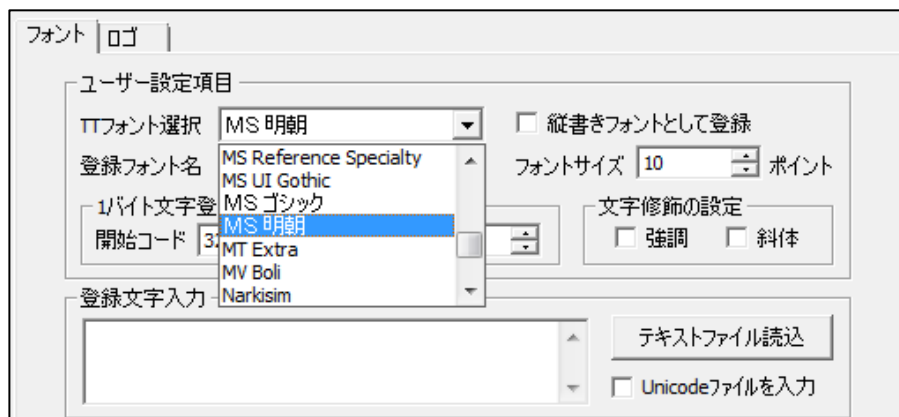 フォント ロゴ
ユーザー設定項目
TTフォント選択 MS 明朝 縦書きフォントとして登録
登録フォント名 フォントサイズ 10 ポイント
MS Reference Specialty
MS UI Gothic
MS ゴシック
MS 明朝
MT Extra
MV Boli
Narkisim
1バイト文字登
開始コード 32
文字修飾の設定
強調 斜体
登録文字入力
テキストファイル読込
Unicodeファイルを入力